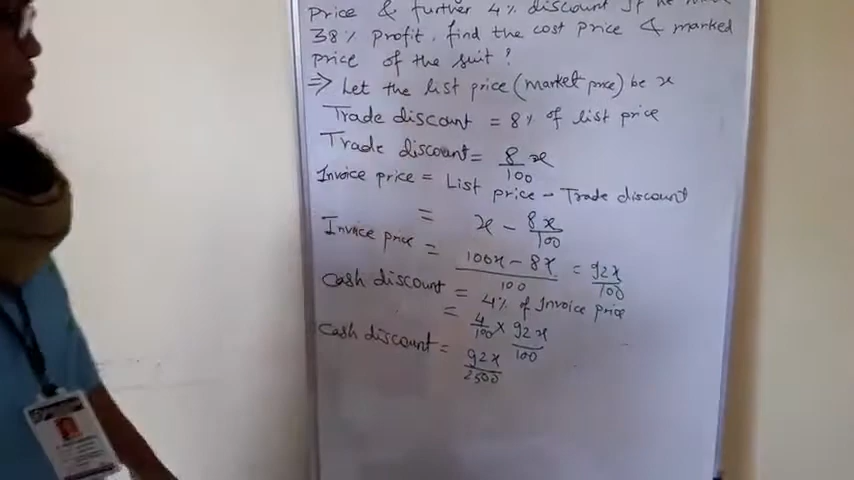 Price & further 4% discount If he
38% profit, find the cost price & marked
price of the suit?
⇒ Let the list price (market price) be x
Trade discount = 8% of list price
Trade discount = 8/100 x
Invoice price = List price - Trade discount
= x - 8x/100
Invoice price = 100x - 8x/100 = 92x/100
Cash discount = 4% of Invoice price
= 4/100 × 92x/100
Cash discount = 92x/2500